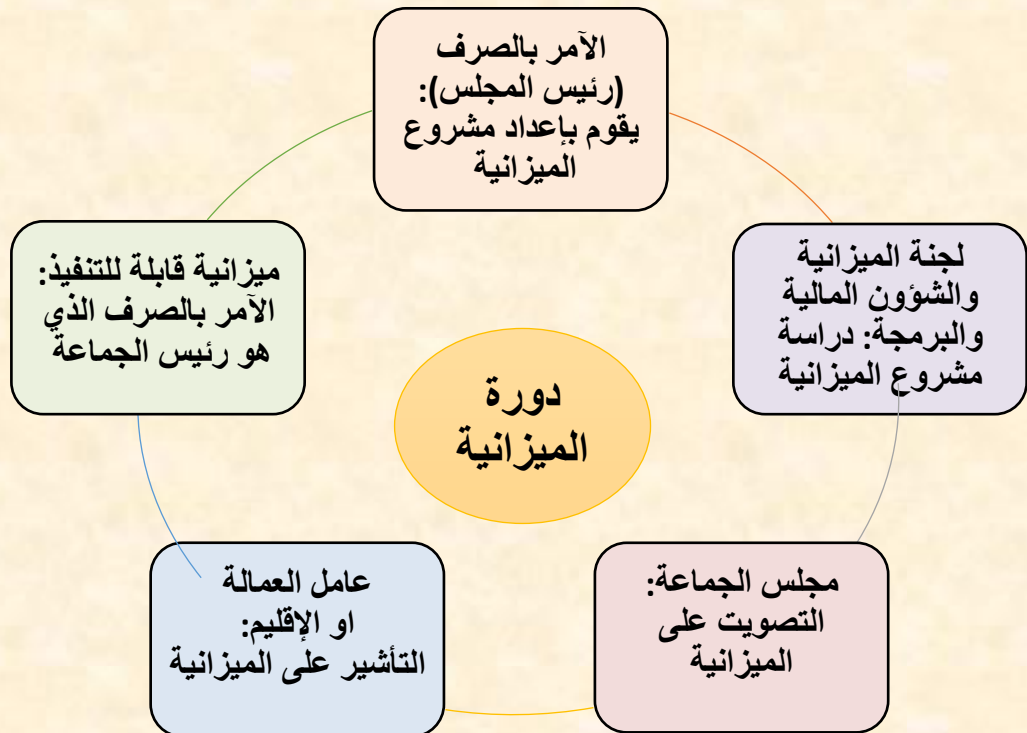 الآمر بالصرف
(رئيس المجلس):
يقوم بإعداد مشروع
الميزانية
لجنة الميزانية
والشؤون المالية
والبرمجة: دراسة
مشروع الميزانية
مجلس الجماعة:
التصويت على
الميزانية
عامل العمالة
او الإقليم:
التأشير على الميزانية
ميزانية قابلة للتنفيذ:
الآمر بالصرف الذي
هو رئيس الجماعة
دورة
الميزانية